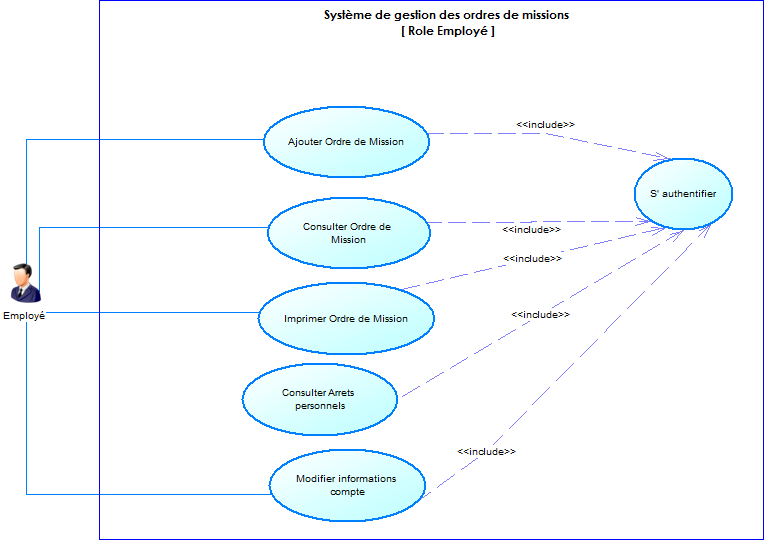 Système de gestion des ordres de missions
[ Role Employé ]
<<include>>
Ajouter Ordre de Mission
S' authentifier
Consulter Ordre de
Mission
<<include>>
<<include>>
Employé
Imprimer Ordre de Mission
<<include>>
Consulter Arrets
personnels
<<include>>
Modifier informations
compte